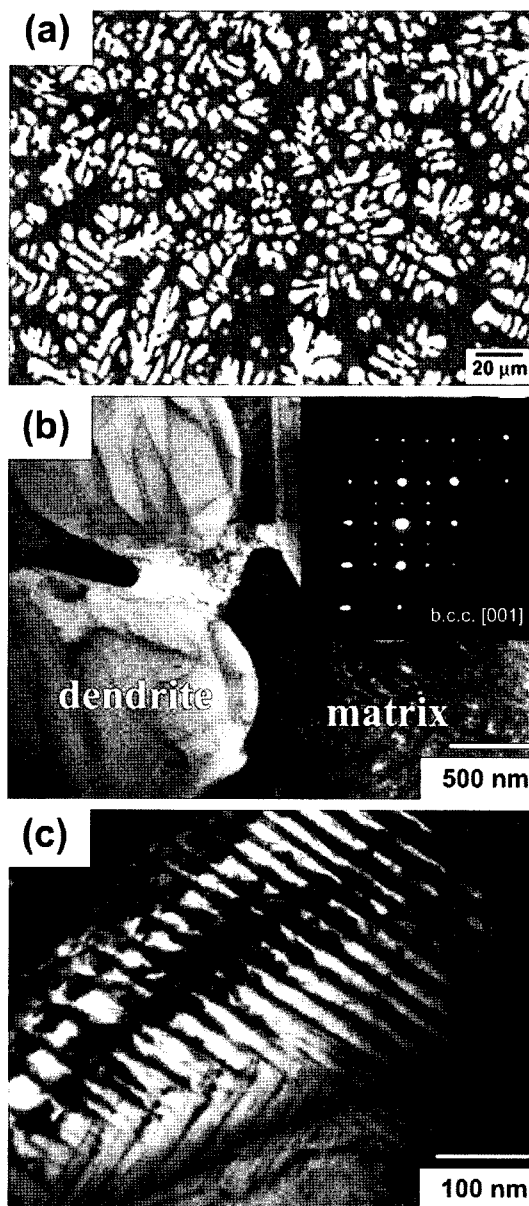 (a)
20 μm
(b)
b.c.c. [001]
dendrite
matrix
500 nm
(c)
100 nm